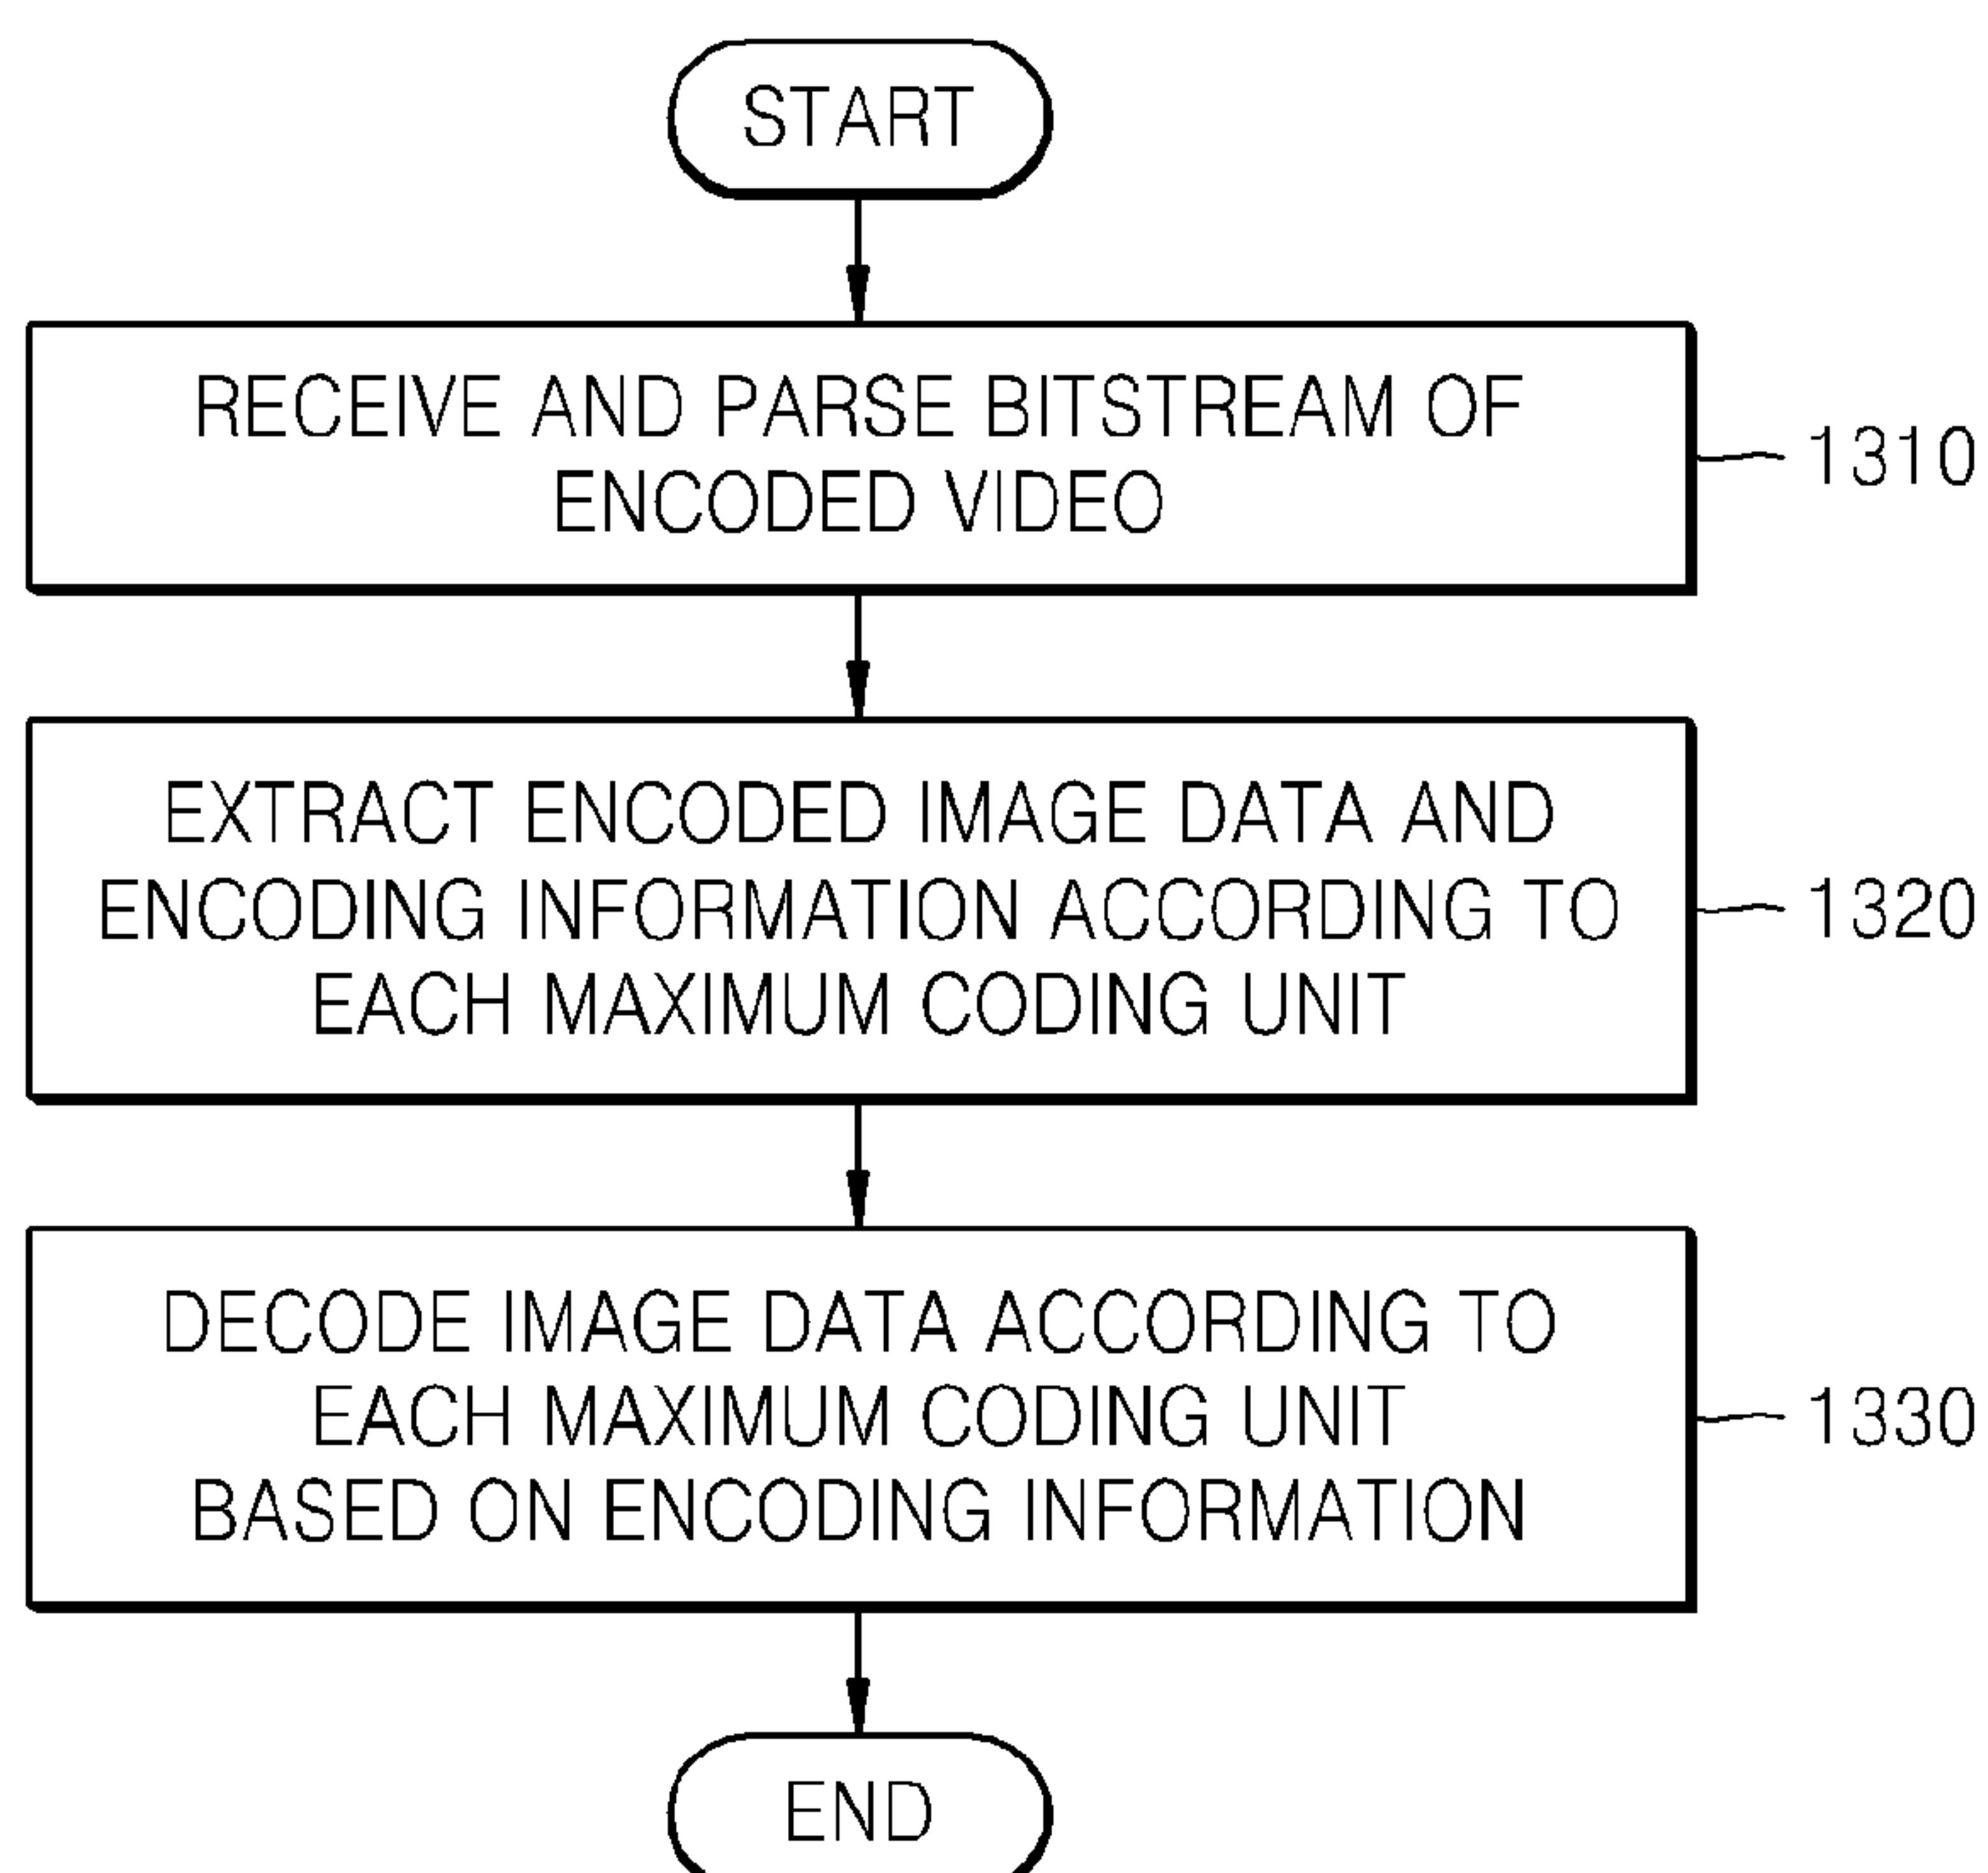 START
RECEIVE AND PARSE BITSTREAM OF
ENCODED VIDEO
1310
EXTRACT ENCODED IMAGE DATA AND
ENCODING INFORMATION ACCORDING TO
EACH MAXIMUM CODING UNIT
1320
DECODE IMAGE DATA ACCORDING TO
EACH MAXIMUM CODING UNIT
BASED ON ENCODING INFORMATION
1330
END